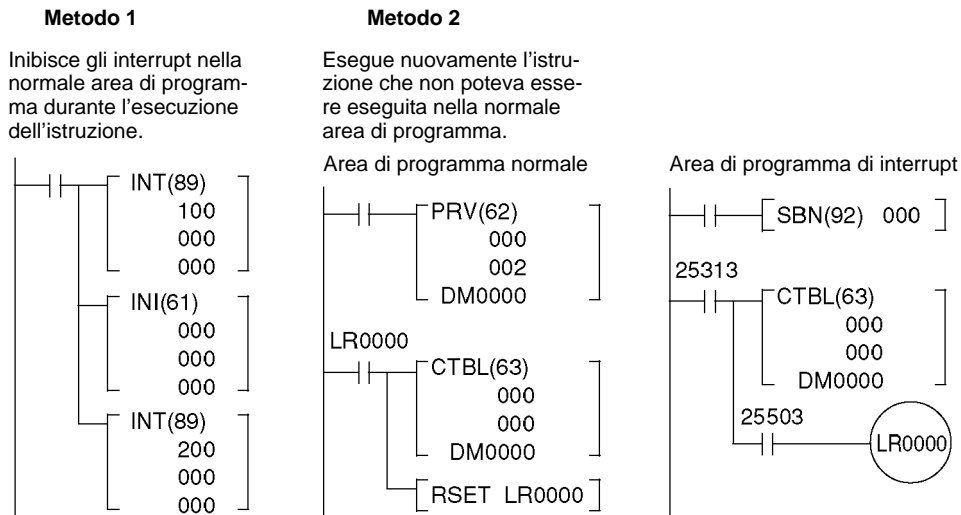 Metodo 1
Inibisce gli interrupt nella
normale area di program-
ma durante l'esecuzione
dell'istruzione.
INT(89)
100
000
000
INI(61)
000
000
000
INT(89)
200
000
000
Metodo 2
Esegue nuovamente l'istru-
zione che non poteva esse-
re eseguita nella normale
area di programma.
Area di programma normale
PRV(62)
000
002
DM0000
LR0000
CTBL(63)
000
000
DM0000
RSET LR0000
Area di programma di interrupt
SBN(92) 000
25313
CTBL(63)
000
000
DM0000
25503
LR0000